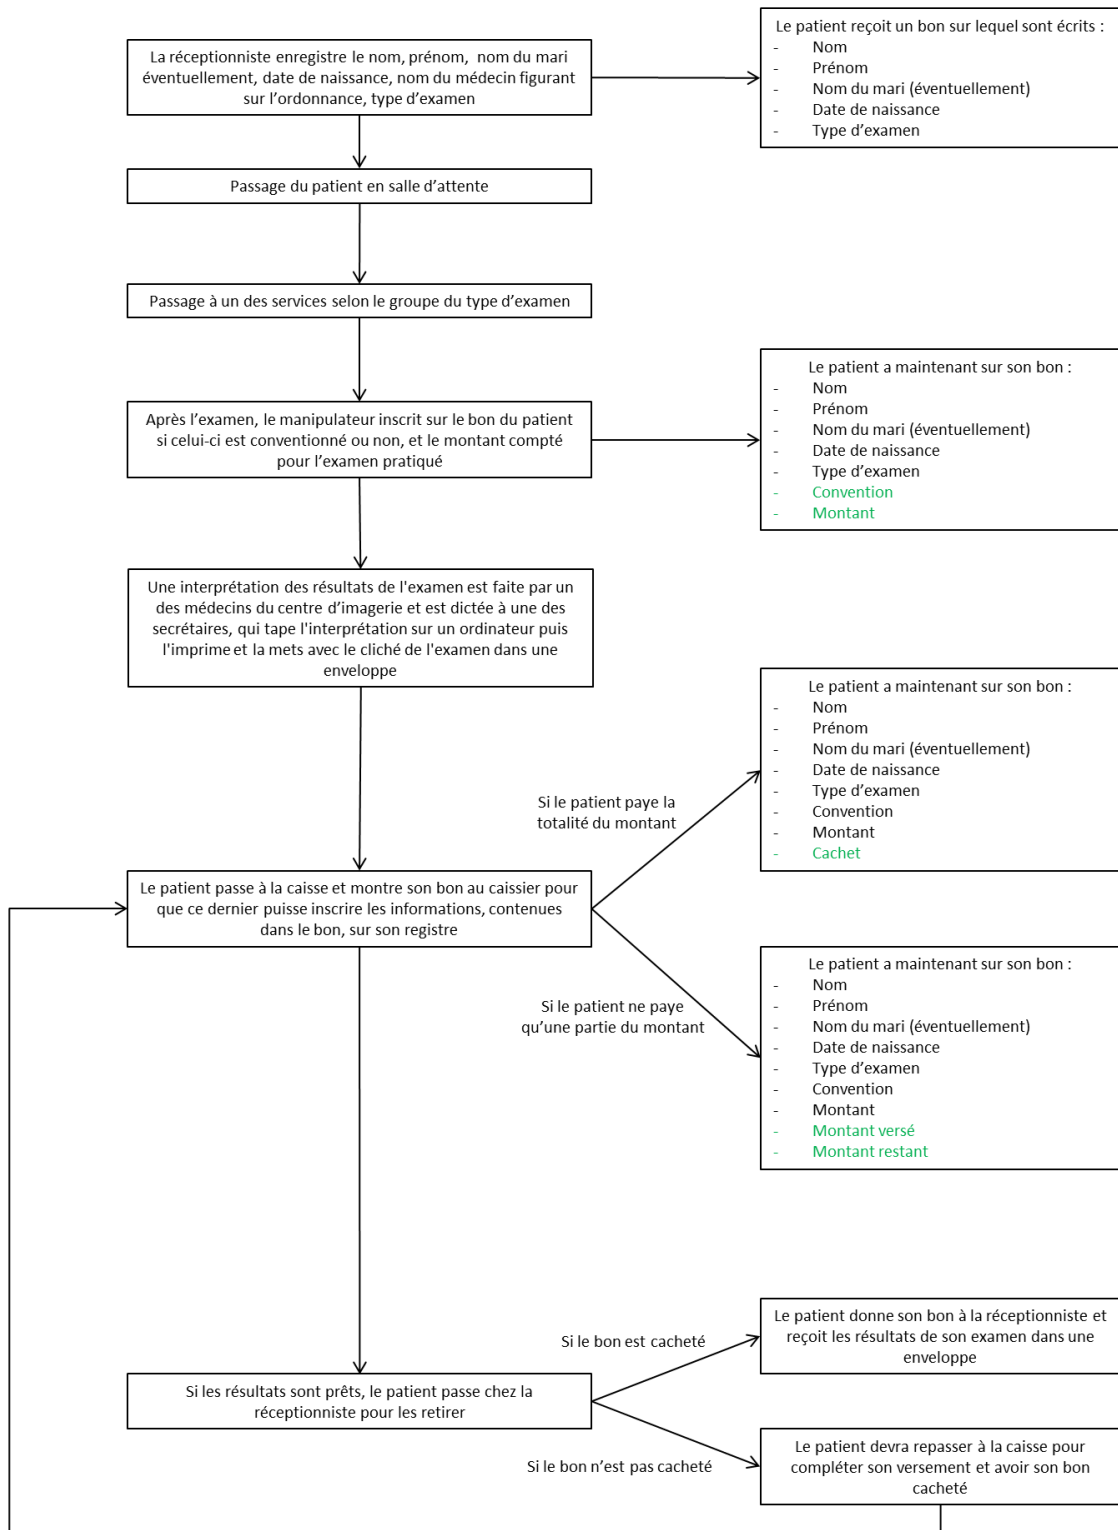 La réceptionniste enregistre le nom, prénom, nom du mari
éventuellement, date de naissance, nom du médecin figurant
sur l'ordonnance, type d'examen
Le patient reçoit un bon sur lequel sont écrits :
- Nom
- Prénom
- Nom du mari (éventuellement)
- Date de naissance
- Type d'examen
Passage du patient en salle d'attente
Passage à un des services selon le groupe du type d'examen
Après l'examen, le manipulateur inscrit sur le bon du patient
si celui-ci est conventionné ou non, et le montant compté
pour l'examen pratiqué
Le patient a maintenant sur son bon :
- Nom
- Prénom
- Nom du mari (éventuellement)
- Date de naissance
- Type d'examen
- Convention
- Montant
Une interprétation des résultats de l'examen est faite par un
des médecins du centre d'imagerie et est dictée à une des
secrétaires, qui tape l'interprétation sur un ordinateur puis
l'imprime et la mets avec le cliché de l'examen dans une
enveloppe
Le patient passe à la caisse et montre son bon au caissier pour
que ce dernier puisse inscrire les informations, contenues
dans le bon, sur son registre
Si le patient paye la
totalité du montant
Le patient a maintenant sur son bon :
- Nom
- Prénom
- Nom du mari (éventuellement)
- Date de naissance
- Type d'examen
- Convention
- Montant
- Cachet
Si le patient ne paye
qu'une partie du montant
Le patient a maintenant sur son bon :
- Nom
- Prénom
- Nom du mari (éventuellement)
- Date de naissance
- Type d'examen
- Convention
- Montant
- Montant versé
- Montant restant
Si les résultats sont prêts, le patient passe chez la
réceptionniste pour les retirer
Si le bon est cacheté
Le patient donne son bon à la réceptionniste et
reçoit les résultats de son examen dans une
enveloppe
Si le bon n'est pas cacheté
Le patient devra repasser à la caisse pour
compléter son versement et avoir son bon
cacheté